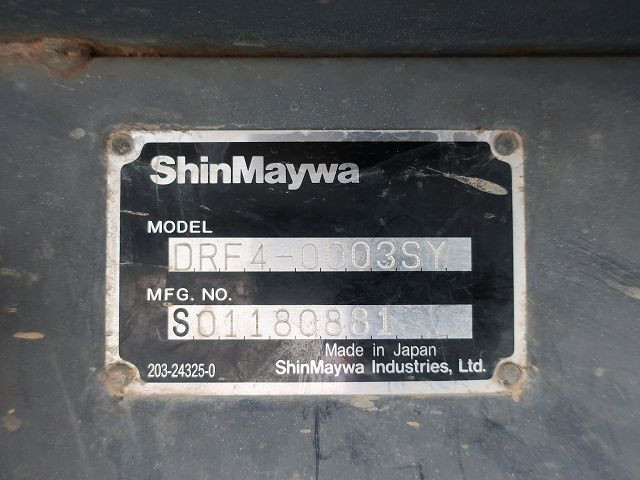 ShinMaywa
MODEL
DRF4-0003SY
MFG. NO.
S01180881
Made in Japan
203-24325-0
ShinMaywa Industries, Ltd.